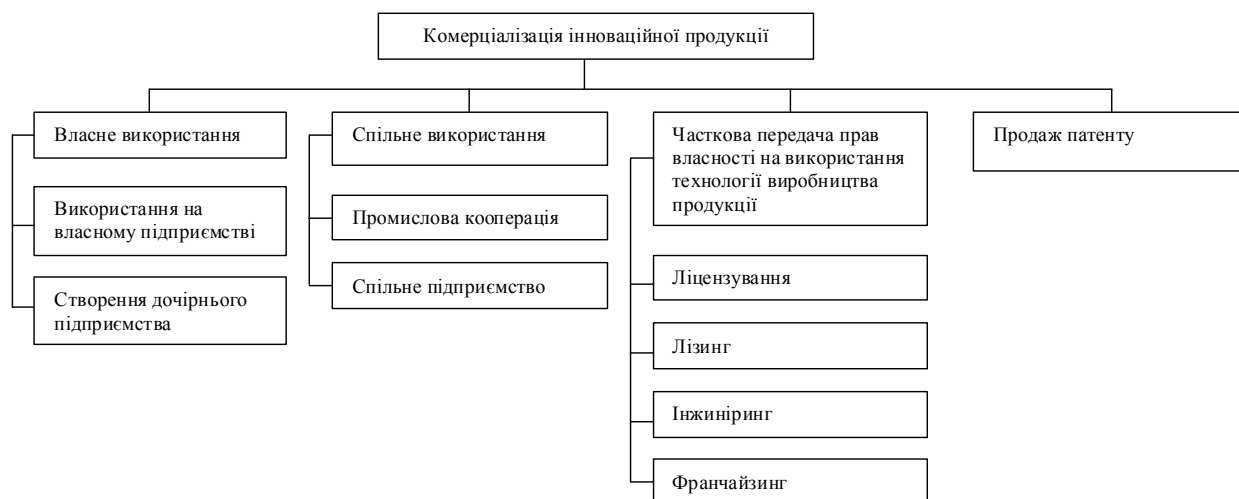 Комерціалізація інноваційної продукції
Власне використання
Використання на
власному підприємстві
Створення дочірнього
підприємства
Спільне використання
Промислова кооперація
Спільне підприємство
Часткова передача прав
власності на використання
технології виробництва
продукції
Ліцензування
Лізинг
Інжиніринг
Франчайзинг
Продаж патенту